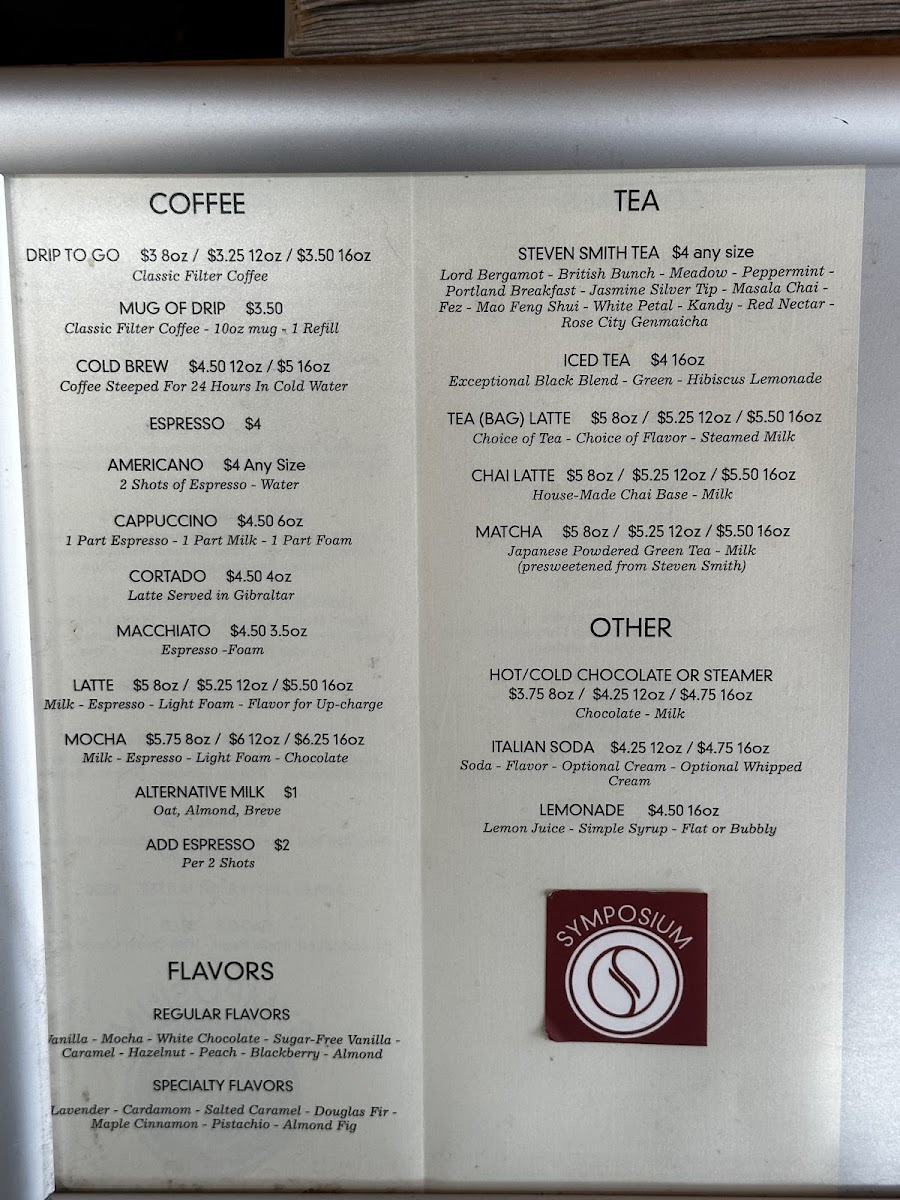 COFFEE
DRIP TO GO $3 8oz / $3.25 12oz / $3.50 16oz
Classic Filter Coffee
MUG OF DRIP $3.50
Classic Filter Coffee - 10oz mug - 1 Refill
COLD BREW $4.50 12oz / $5 16oz
Coffee Steeped For 24 Hours In Cold Water
ESPRESSO $4
AMERICANO $4 Any Size
2 Shots of Espresso - Water
CAPPUCCINO $4.50 6oz
1 Part Espresso - 1 Part Milk - 1 Part Foam
CORTADO $4.50 4oz
Latte Served in Gibraltar
MACCHIATO $4.50 3.5oz
Espresso -Foam
LATTE $5 8oz / $5.25 12oz / $5.50 16oz
Milk - Espresso - Light Foam - Flavor for Up-charge
MOCHA $5.75 8oz / $6 12oz / $6.25 16oz
Milk - Espresso - Light Foam - Chocolate
ALTERNATIVE MILK $1
Oat, Almond, Breve
ADD ESPRESSO $2
Per 2 Shots
FLAVORS
REGULAR FLAVORS
Vanilla - Mocha - White Chocolate - Sugar-Free Vanilla -
Caramel - Hazelnut - Peach - Blackberry - Almond
SPECIALTY FLAVORS
Lavender - Cardamom - Salted Caramel - Douglas Fir -
Maple Cinnamon - Pistachio - Almond Fig
TEA
STEVEN SMITH TEA $4 any size
Lord Bergamot - British Bunch - Meadow - Peppermint -
Portland Breakfast - Jasmine Silver Tip - Masala Chai -
Fez - Mao Feng Shui - White Petal - Kandy - Red Nectar -
Rose City Genmaicha
ICED TEA $4 16oz
Exceptional Black Blend - Green - Hibiscus Lemonade
TEA (BAG) LATTE $5 8oz / $5.25 12oz / $5.50 16oz
Choice of Tea - Choice of Flavor - Steamed Milk
CHAI LATTE $5 8oz / $5.25 12oz / $5.50 16oz
House-Made Chai Base - Milk
MATCHA $5 8oz / $5.25 12oz / $5.50 16oz
Japanese Powdered Green Tea - Milk
(presweetened from Steven Smith)
OTHER
HOT/COLD CHOCOLATE OR STEAMER
$3.75 8oz / $4.25 12oz / $4.75 16oz
Chocolate - Milk
ITALIAN SODA $4.25 12oz / $4.75 16oz
Soda - Flavor - Optional Cream - Optional Whipped
Cream
LEMONADE $4.50 16oz
Lemon Juice - Simple Syrup - Flat or Bubbly
SYMPOSIUM